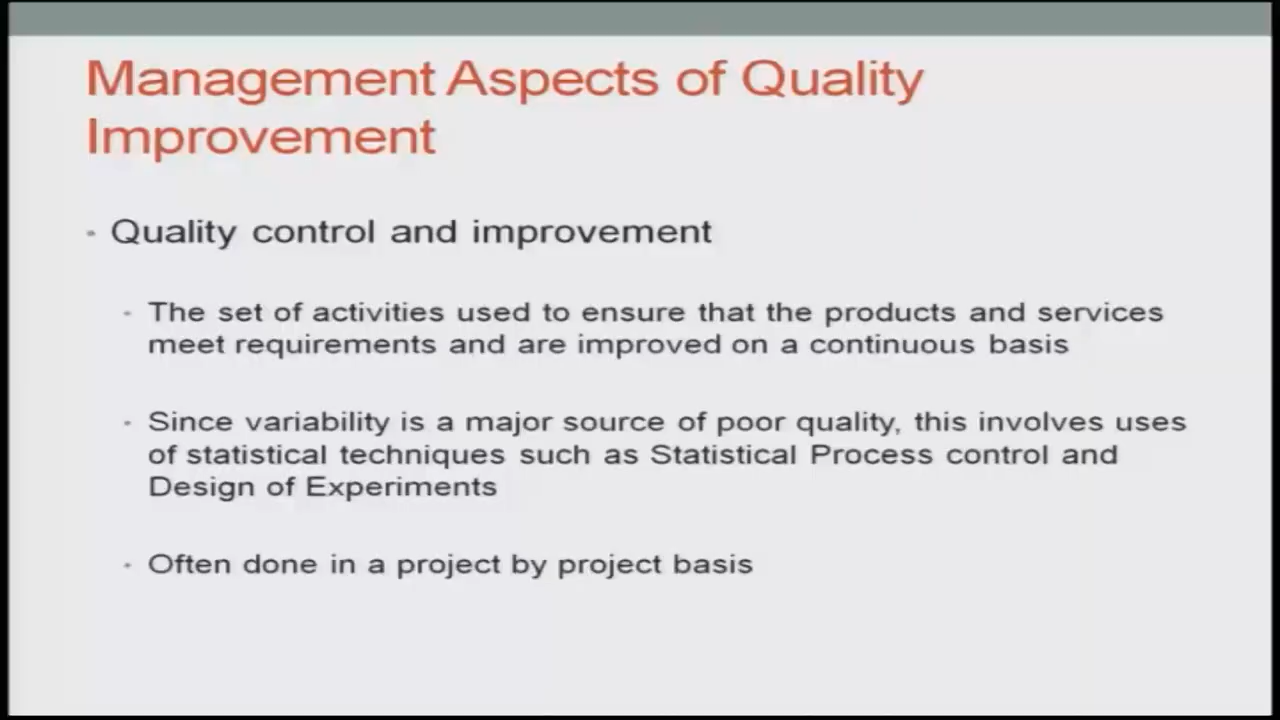 Management Aspects of Quality
Improvement
Quality control and improvement
The set of activities used to ensure that the products and services
meet requirements and are improved on a continuous basis
Since variability is a major source of poor quality, this involves uses
of statistical techniques such as Statistical Process control and
Design of Experiments
Often done in a project by project basis